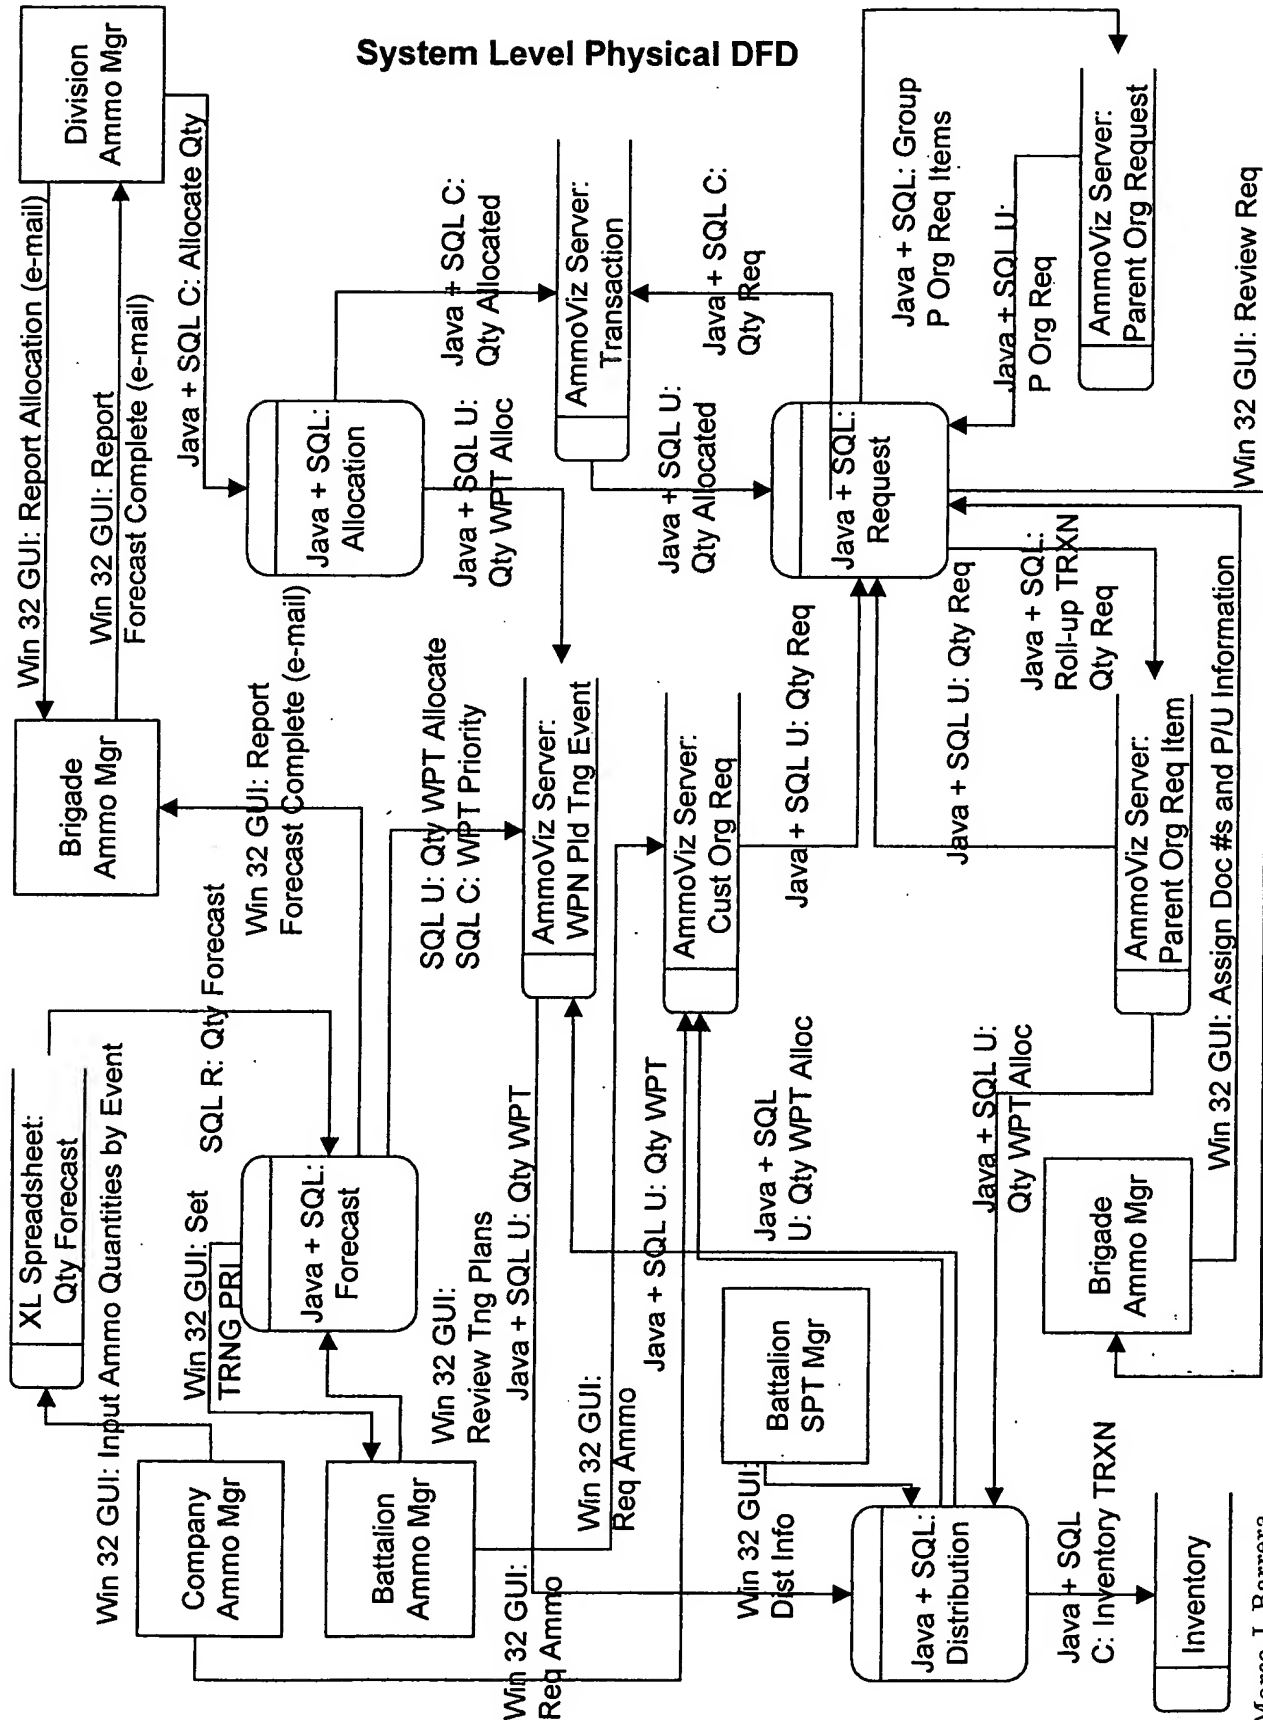 System Level Physical DFD
XL Spreadsheet:
Qty Forecast
Brigade
Ammo Mgr
Win 32 GUI: Report Allocation (e-mail)
Win 32 GUI: Report
Forecast Complete (e-mail)
Division
Ammo Mgr
Win 32 GUI: Input Ammo Quantities by Event
Company
Ammo Mgr
SQL R: Qty Forecast
Win 32 GUI: Report
Forecast Complete (e-mail)
Java + SQL C: Allocate Qty
Win 32 GUI: Set
TRNG PRI
Java + SQL:
Forecast
Java + SQL:
Allocation
Battalion
Ammo Mgr
Win 32 GUI:
Review Tng Plans
SQL U: Qty WPT Allocate
SQL C: WPT Priority
Java + SQL U:
Qty WPT Alloc
Java + SQL C:
Qty Allocated
Win 32 GUI:
Req Ammo
Java + SQL U: Qty WPT
AmmoViz Server:
WPN Pld Tng Event
AmmoViz Server:
Transaction
Win 32 GUI:
Req Ammo
Java + SQL U: Qty WPT
AmmoViz Server:
Cust Org Req
Java + SQL U:
Qty Allocated
Java + SQL C:
Qty Req
Win 32 GUI:
Dist Info
Battalion
SPT Mgr
Java + SQL
U: Qty WPT Alloc
Java + SQL U: Qty Req
Java + SQL:
Request
Java + SQL: Group
P Org Req Items
Java + SQL:
Distribution
Java + SQL U:
Qty WPT Alloc
Java + SQL U: Qty Req
Java + SQL:
Roll-up TRXN
Qty Req
Java + SQL U:
P Org Req
Java + SQL
C: Inventory TRXN
Brigade
Ammo Mgr
AmmoViz Server:
Parent Org Req Item
AmmoViz Server:
Parent Org Request
Inventory
Win 32 GUI: Assign Doc #s and P/U Information
Win 32 GUI: Review Req
Marco J. Barrera